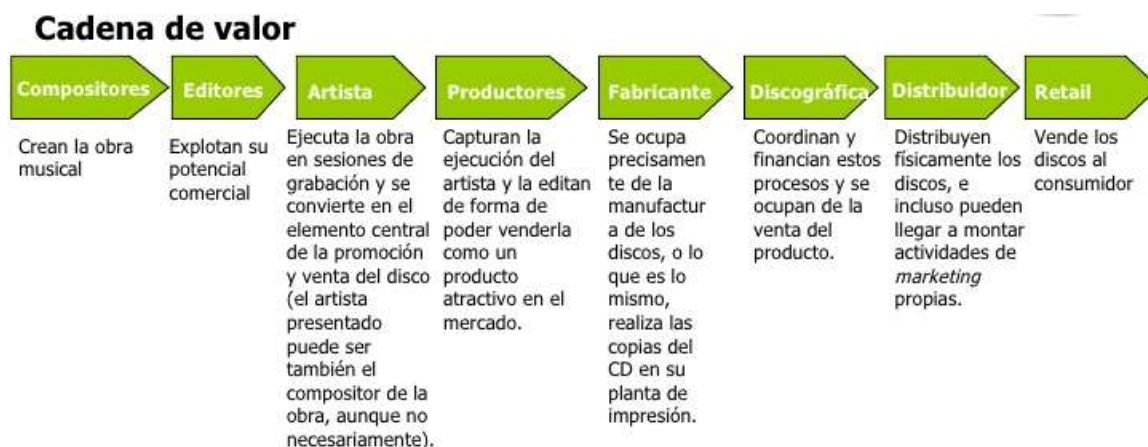 Cadena de valor
Compositores
Editores
Artista
Productores
Fabricante
Discográfica
Distribuidor
Retail
Crean la obra
musical
Explotan su
potencial
comercial
Ejecuta la obra
en sesiones de
grabación y se
convierte en el
elemento central
de la promoción
y venta del disco
(el artista
presentado
puede ser
también el
compositor de la
obra, aunque no
necesariamente).
Capturan la
ejecución del
artista y la editan
de forma de
poder venderla
como un
producto
atractivo en el
mercado.
Se ocupa
precisamen
te de la
manufactur
a de los
discos, o lo
que es lo
mismo,
realiza las
copias del
CD en su
planta de
impresión.
Coordinan y
financian estos
procesos y se
ocupan de la
venta del
producto.
Distribuyen
físicamente los
discos, e
incluso pueden
llegar a montar
actividades de
marketing
propias.
Vende los
discos al
consumidor